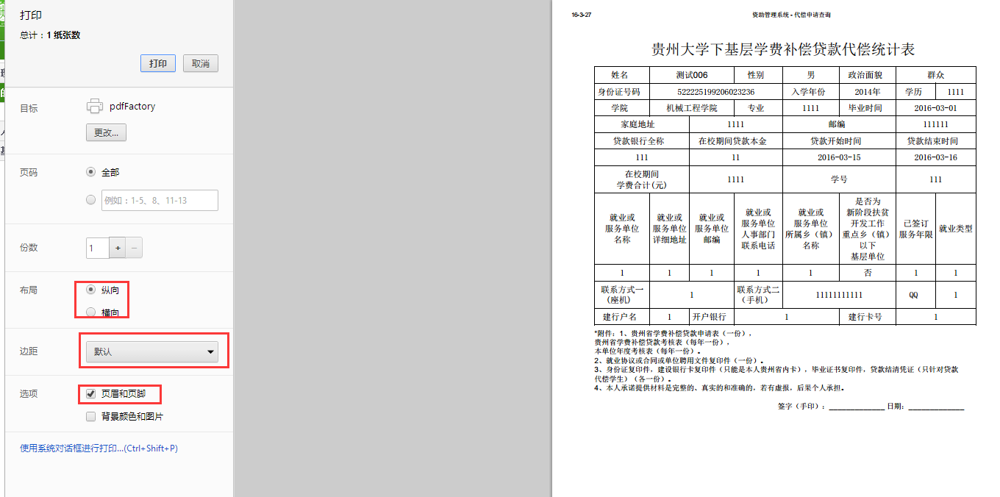 打印
总计：1 纸张数
打印 取消
目标 pdfFactory
更改...
页码 全部
例如：1-5、8、11-13
份数 1 + −
布局 纵向
横向
边距 默认
选项 页眉和页脚
背景颜色和图片
使用系统对话框进行打印...(Ctrl+Shift+P)
16-3-27 资助管理系统 - 代偿申请查询
贵州大学下基层学费补偿贷款代偿统计表
姓名 测试006 性别 男 政治面貌 群众
身份证号码 522225199206023236 入学年份 2014年 学历 1111
学院 机械工程学院 专业 1111 毕业时间 2016-03-01
家庭地址 1111 邮编 111111
贷款银行全称 在校期间贷款本金 贷款开始时间 贷款结束时间
111 11 2016-03-15 2016-03-16
在校期间
学费合计(元) 1111 学号 111
就业或
服务单位
名称
就业或
服务单位
详细地址
就业或
服务单位
邮编
就业或
服务单位
人事部门
联系电话
就业或
服务单位
所属乡（镇）
名称
是否为
新阶段扶贫
开发工作
重点乡（镇）
以下
基层单位
已签订
服务年限
就业类型
1 1 1 1 1 否 1 1
联系方式一
(座机)
1
联系方式二
（手机）
11111111111 QQ 1
建行户名 1 开户银行 1 建行卡号 1
*附件：1、贵州省学费补偿贷款申请表（一份），
贵州省学费补偿贷款考核表（每年一份），
本单位年度考核表（每年一份）。
2、就业协议或合同或单位聘用文件复印件（一份）。
3、身份证复印件，建设银行卡复印件（只能是本人贵州省内卡），毕业证书复印件，贷款结清凭证（只针对贷款
代偿学生）（各一份）。
4、本人承诺提供材料是完整的、真实的和准确的，若有虚报，后果个人承担。
签字（手印）：______________ 日期：______________